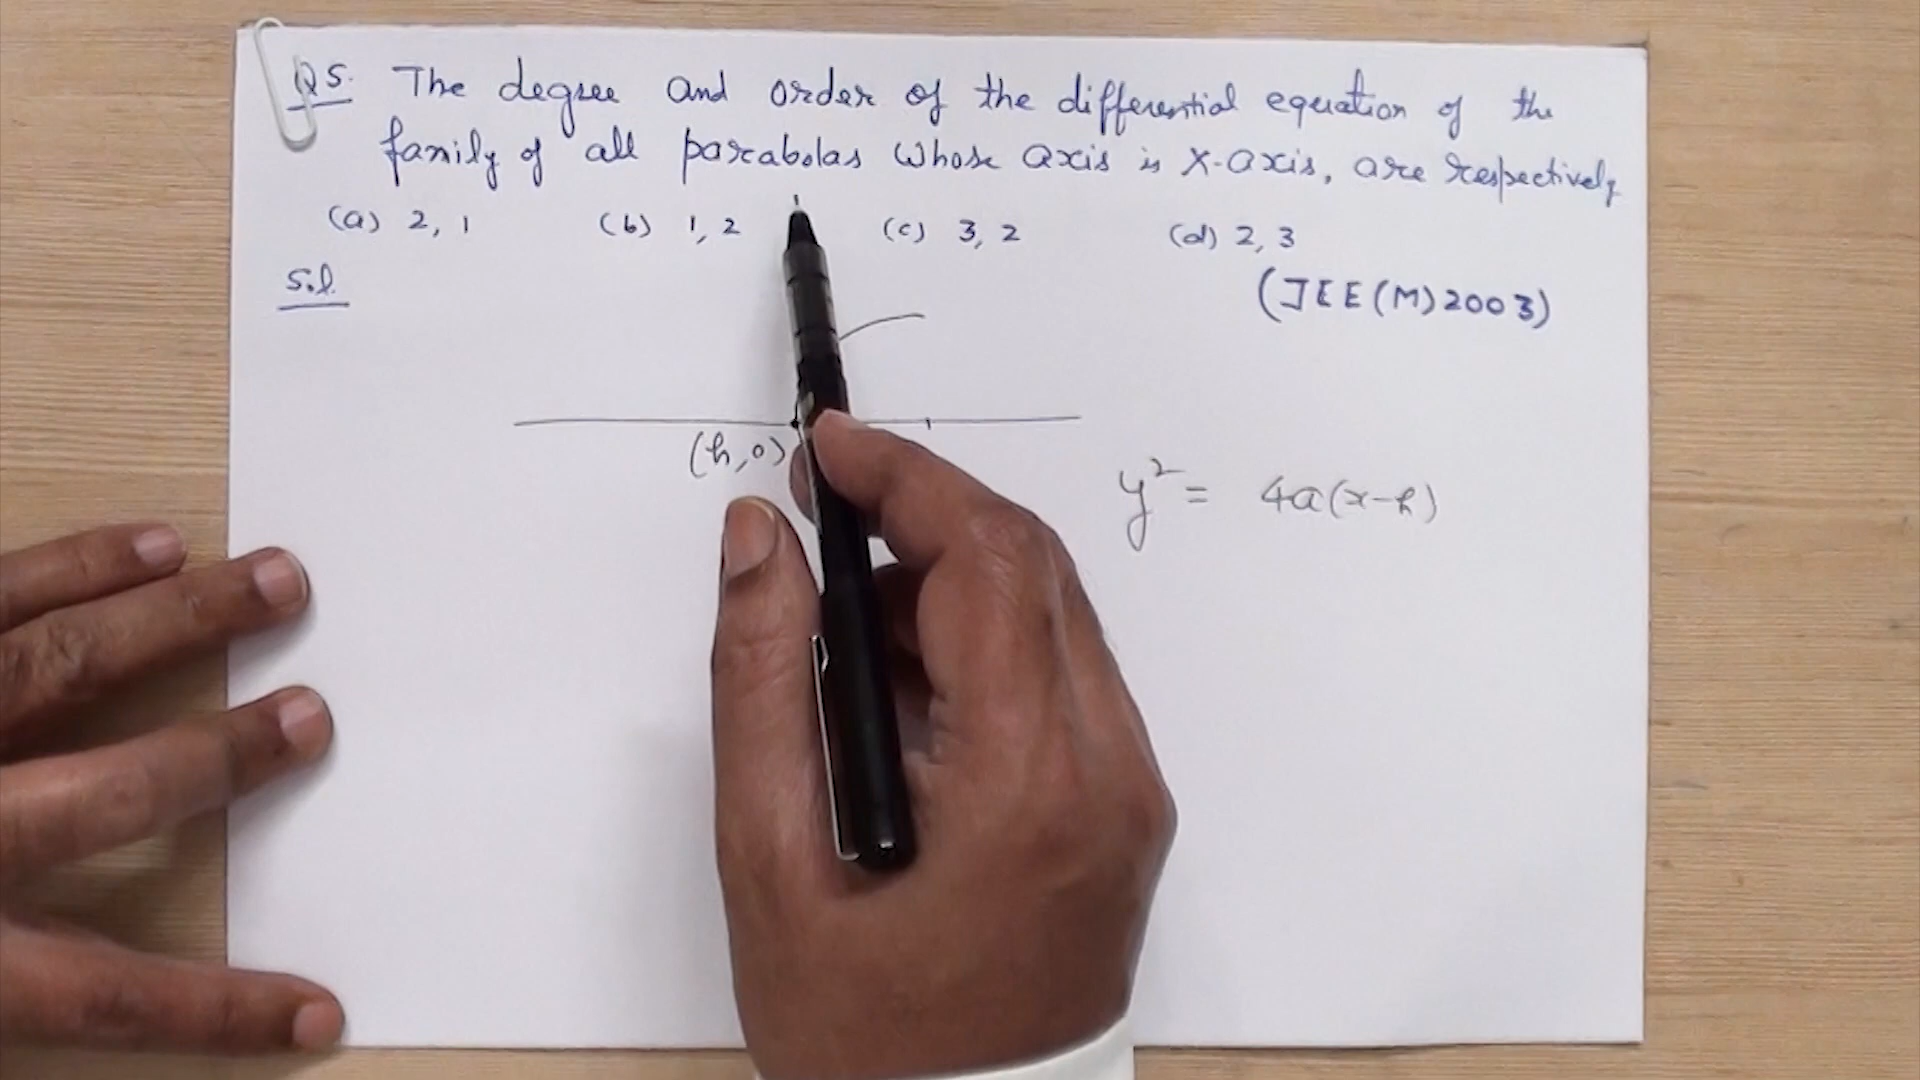 Q5. The degree and order of the differential equation of the
family of all parabolas whose axis is X-axis, are respectively
(a) 2, 1 (b) 1, 2 (c) 3, 2 (d) 2, 3
Sol.
(JEE(M)2003)
(h,0)
y² = 4a(x-h)